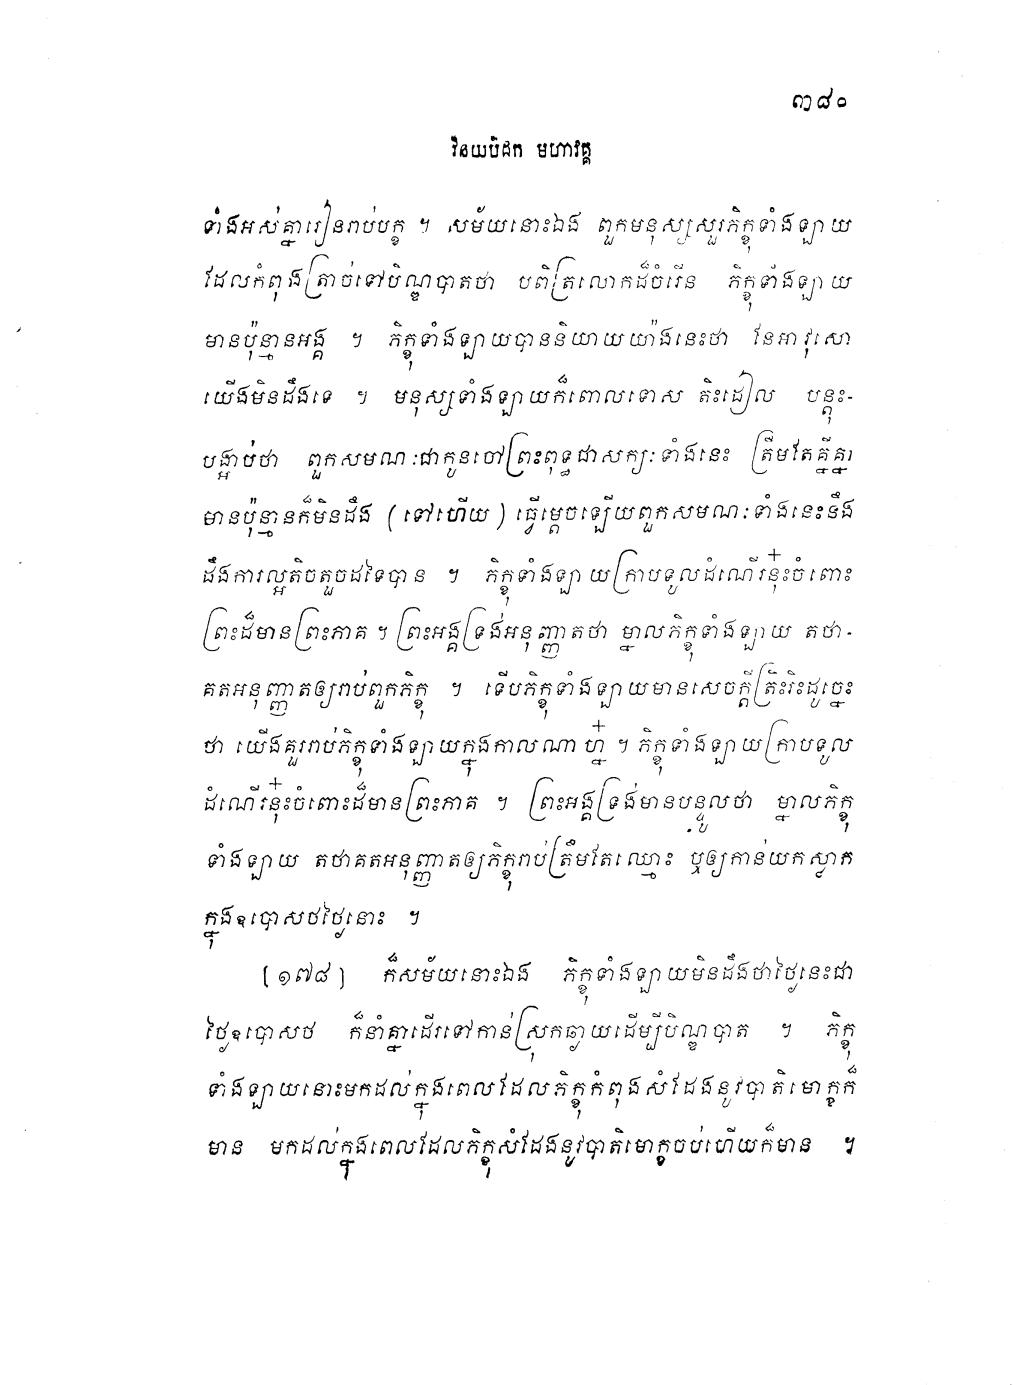 ៣៨០
វិនយបិដក មហាវគ្គ
ទាំងអស់គ្នារៀនរាប់បក្ខ ។ សម័យនោះឯង ពួកមនុស្សសួរភិក្ខុទាំងឡាយ
ដែលកំពុងត្រាច់ទៅបិណ្ឌបាតថា បពិត្រលោកដ៏ចំរើន ភិក្ខុទាំងឡាយ
មានប៉ុន្មានអង្គ ។ ភិក្ខុទាំងឡាយបាននិយាយយ៉ាងនេះថា នែអាវុសោ
យើងមិនដឹងទេ ។ មនុស្សទាំងឡាយក៏ពោលទោស តិះដៀល បន្តុះ-
បង្អាប់ថា ពួកសមណៈជាកូនចៅព្រះពុទ្ធជាសក្យៈទាំងនេះ ត្រឹមតែគ្នីគ្នា
មានប៉ុន្មានក៏មិនដឹង (ទៅហើយ) ធ្វើម្តេចឡើយពួកសមណៈទាំងនេះនឹង
ដឹងការល្អតិចតួចដទៃបាន ។ ភិក្ខុទាំងឡាយក្រាបទូលដំណើរនុ៎ះចំពោះ
ព្រះដ៏មានព្រះភាគ ។ ព្រះអង្គទ្រង់អនុញ្ញាតថា ម្នាលភិក្ខុទាំងឡាយ តថា-
គតអនុញ្ញាតឲ្យរាប់ពួកភិក្ខុ ។ ទើបភិក្ខុទាំងឡាយមានសេចក្តីត្រិះរិះដូច្នេះ
ថា យើងគួររាប់ភិក្ខុទាំងឡាយក្នុងកាលណាហ្ន៎ ។ ភិក្ខុទាំងឡាយក្រាបទូល
ដំណើរនុ៎ះចំពោះដ៏មានព្រះភាគ ។ ព្រះអង្គទ្រង់មានបន្ទូលថា ម្នាលភិក្ខុ
ទាំងឡាយ តថាគតអនុញ្ញាតឲ្យភិក្ខុរាប់ត្រឹមតែឈ្មោះ ឬឲ្យកាន់យកស្លាក
ក្នុងឧបោសថថ្ងៃនោះ ។
[១៧៨] ក៏សម័យនោះឯង ភិក្ខុទាំងឡាយមិនដឹងថាថ្ងៃនេះជា
ថ្ងៃឧបោសថ ក៏នាំគ្នាដើរទៅកាន់ស្រុកឆ្ងាយដើម្បីបិណ្ឌបាត ។ ភិក្ខុ
ទាំងឡាយនោះមកដល់ក្នុងពេលដែលភិក្ខុកំពុងសំដែងនូវបាតិមោក្ខក៏
មាន មកដល់ក្នុងពេលដែលភិក្ខុសំដែងនូវបាតិមោក្ខចប់ហើយក៏មាន ។